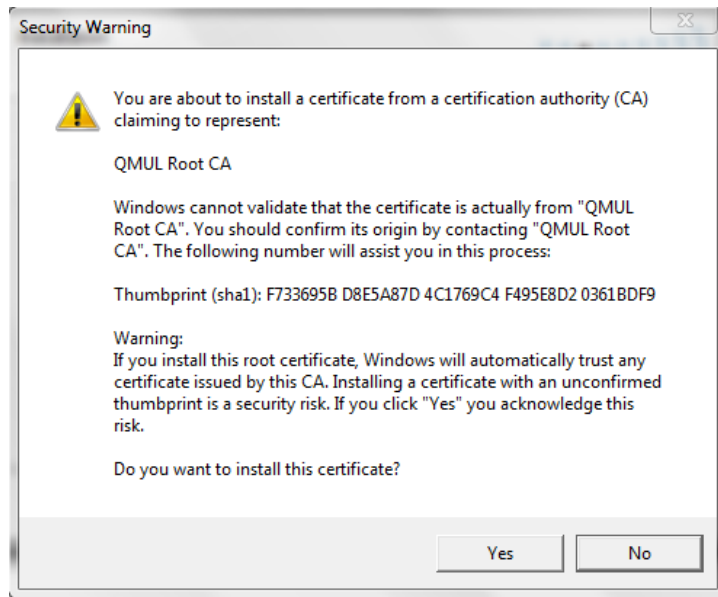 Security Warning
You are about to install a certificate from a certification authority (CA)
claiming to represent:
QMUL Root CA
Windows cannot validate that the certificate is actually from "QMUL
Root CA". You should confirm its origin by contacting "QMUL Root
CA". The following number will assist you in this process:
Thumbprint (sha1): F733695B D8E5A87D 4C1769C4 F495E8D2 0361BDF9
Warning:
If you install this root certificate, Windows will automatically trust any
certificate issued by this CA. Installing a certificate with an unconfirmed
thumbprint is a security risk. If you click "Yes" you acknowledge this
risk.
Do you want to install this certificate?
Yes
No